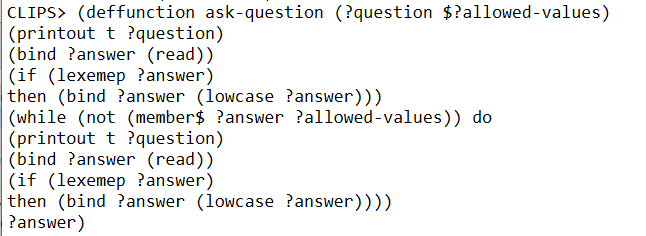 CLIPS> (deffunction ask-question (?question $?allowed-values)
(printout t ?question)
(bind ?answer (read))
(if (lexemep ?answer)
then (bind ?answer (lowcase ?answer)))
(while (not (member$ ?answer ?allowed-values)) do
(printout t ?question)
(bind ?answer (read))
(if (lexemep ?answer)
then (bind ?answer (lowcase ?answer))))
?answer)